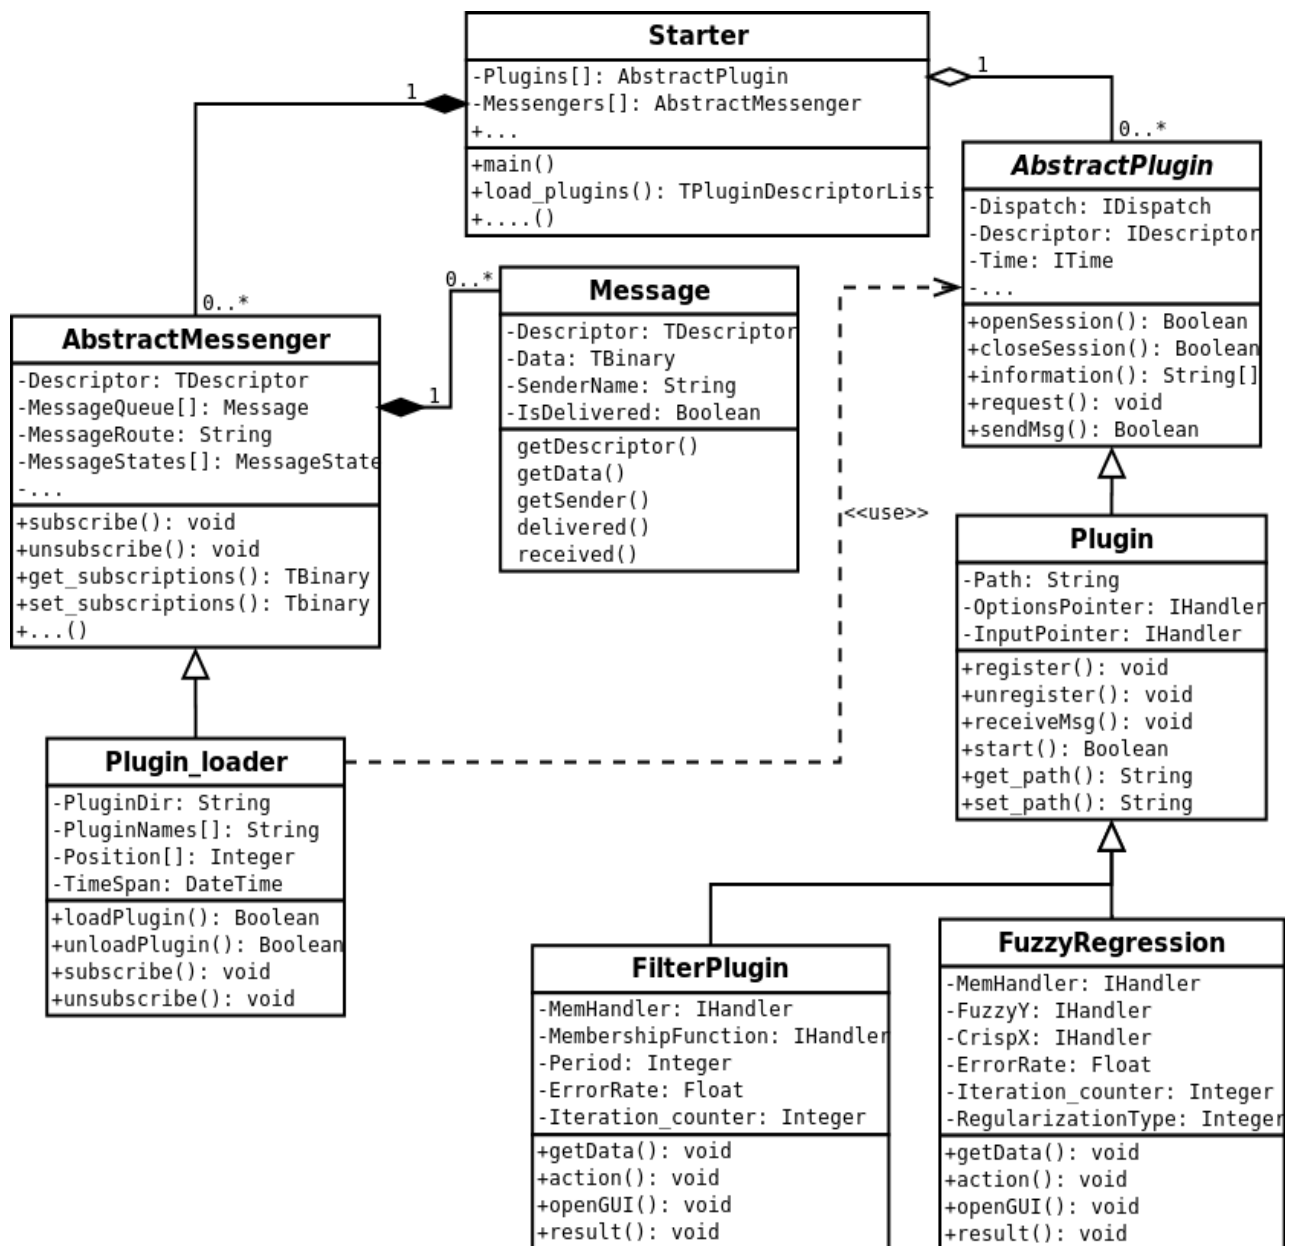 Starter
-Plugins[]: AbstractPlugin
-Messengers[]: AbstractMessenger
+...
+main()
+load_plugins(): TPluginDescriptorList
+....()
1
0..*
1
0..*
AbstractPlugin
-Dispatch: IDispatch
-Descriptor: IDescriptor
-Time: ITime
-...
+openSession(): Boolean
+closeSession(): Boolean
+information(): String[]
+request(): void
+sendMsg(): Boolean
Message
-Descriptor: TDescriptor
-Data: TBinary
-SenderName: String
-IsDelivered: Boolean
getDescriptor()
getData()
getSender()
delivered()
received()
0..*
1
AbstractMessenger
-Descriptor: TDescriptor
-MessageQueue[]: Message
-MessageRoute: String
-MessageStates[]: MessageState
-...
+subscribe(): void
+unsubscribe(): void
+get_subscriptions(): TBinary
+set_subscriptions(): Tbinary
+...()
<<use>>
Plugin
-Path: String
-OptionsPointer: IHandler
-InputPointer: IHandler
+register(): void
+unregister(): void
+receiveMsg(): void
+start(): Boolean
+get_path(): String
+set_path(): String
Plugin_loader
-PluginDir: String
-PluginNames[]: String
-Position[]: Integer
-TimeSpan: DateTime
+loadPlugin(): Boolean
+unloadPlugin(): Boolean
+subscribe(): void
+unsubscribe(): void
FilterPlugin
-MemHandler: IHandler
-MembershipFunction: IHandler
-Period: Integer
-ErrorRate: Float
-Iteration_counter: Integer
+getData(): void
+action(): void
+openGUI(): void
+result(): void
FuzzyRegression
-MemHandler: IHandler
-FuzzyY: IHandler
-CrispX: IHandler
-ErrorRate: Float
-Iteration_counter: Integer
-RegularizationType: Integer
+getData(): void
+action(): void
+openGUI(): void
+result(): void